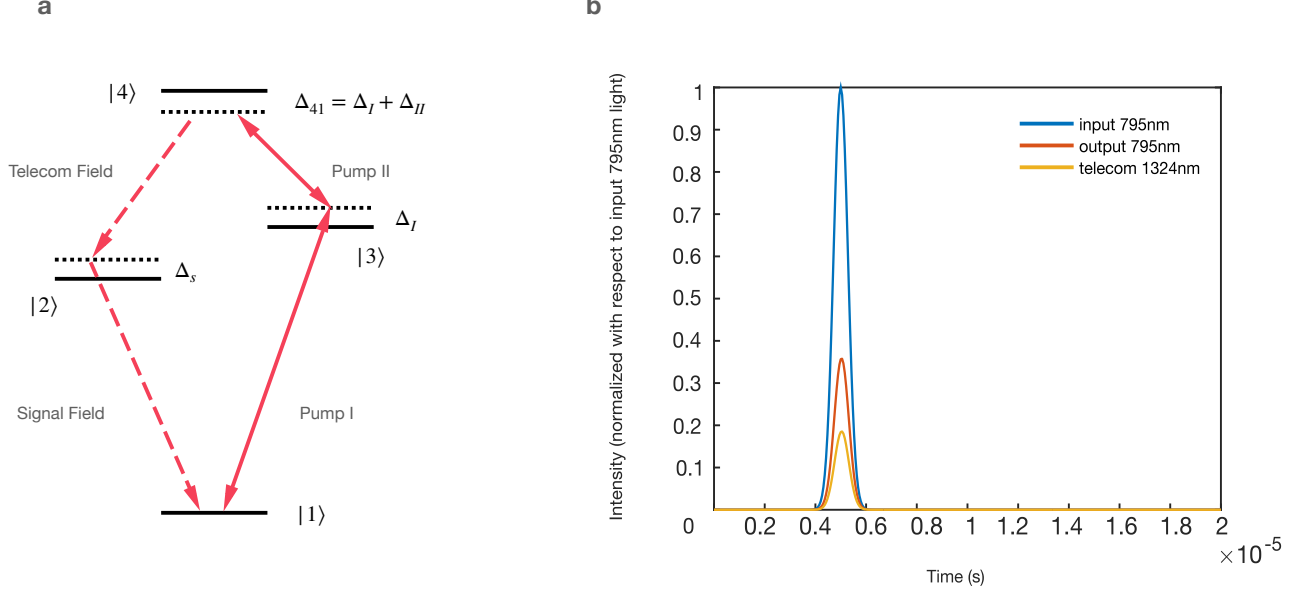 a
|4⟩
Δ41 = ΔI + ΔII
Telecom Field
Pump II
ΔI
|3⟩
Δs
|2⟩
Signal Field
Pump I
|1⟩
b
Intensity (normalized with respect to input 795nm light)
1
0.9
0.8
0.7
0.6
0.5
0.4
0.3
0.2
0.1
0
0.2
0.4
0.6
0.8
1
1.2
1.4
1.6
1.8
2
×10-5
Time (s)
input 795nm
output 795nm
telecom 1324nm